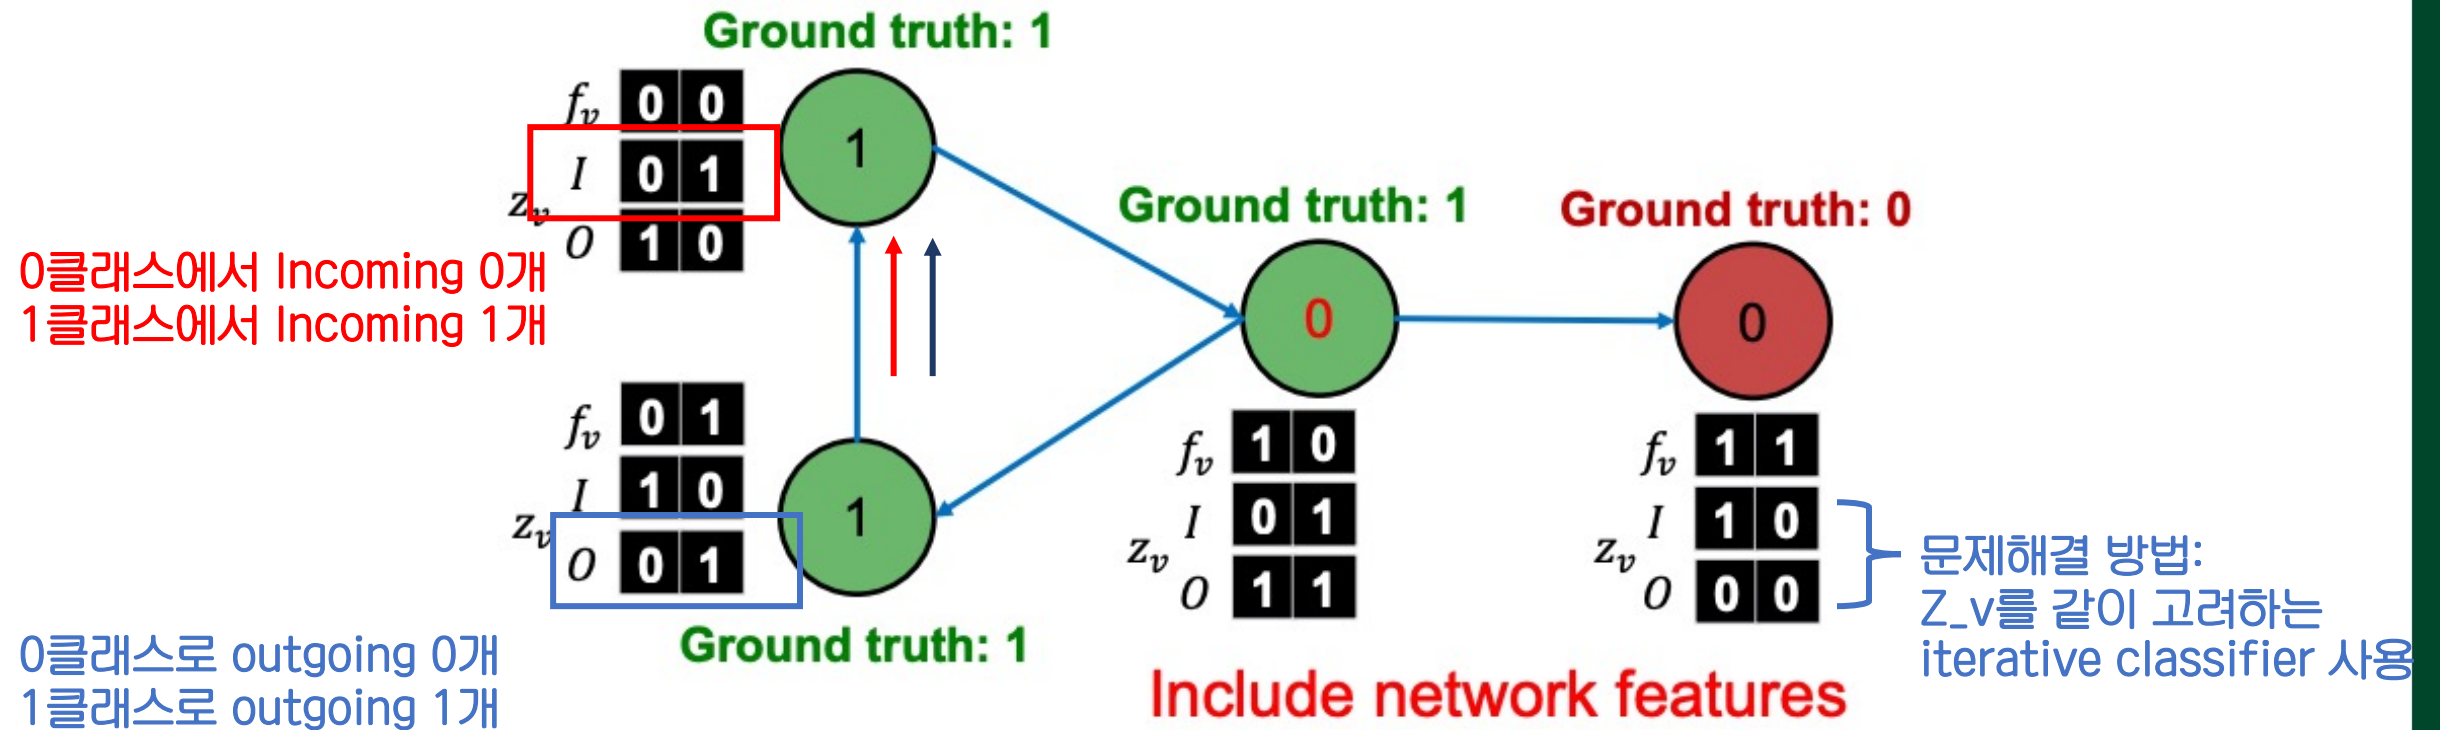 Ground truth: 1
f_v 0 0
I 0 1
z_v
O 1 0
1
0클래스에서 Incoming 0개
1클래스에서 Incoming 1개
Ground truth: 1
0
Ground truth: 0
0
f_v 0 1
I 1 0
z_v
O 0 1
1
Ground truth: 1
0클래스로 outgoing 0개
1클래스로 outgoing 1개
f_v 1 0
I 0 1
z_v
O 1 1
f_v 1 1
I 1 0
z_v
O 0 0
문제해결 방법:
Z_v를 같이 고려하는
iterative classifier 사용
Include network features